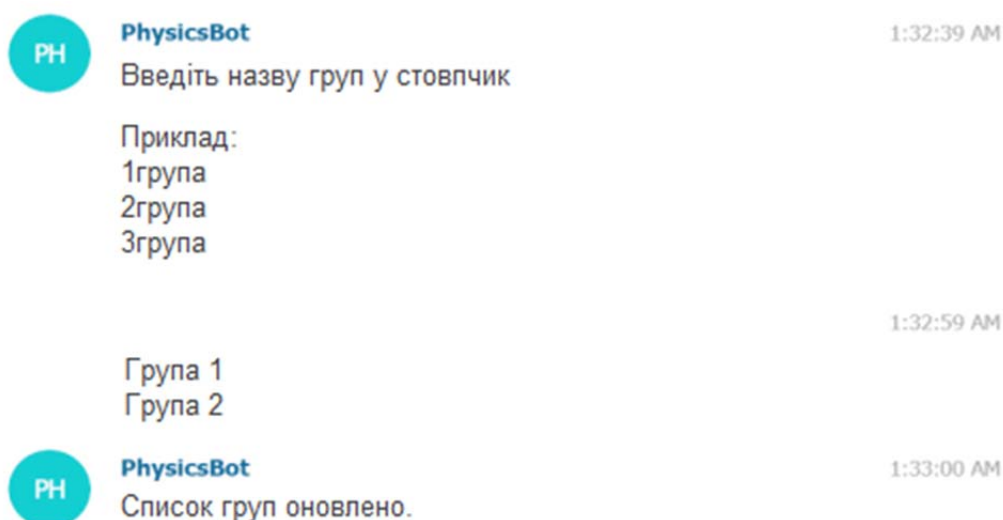 PH
PhysicsBot 1:32:39 AM
Введіть назву груп у стовпчик
Приклад:
1група
2група
3група
1:32:59 AM
Група 1
Група 2
PH
PhysicsBot 1:33:00 AM
Список груп оновлено.